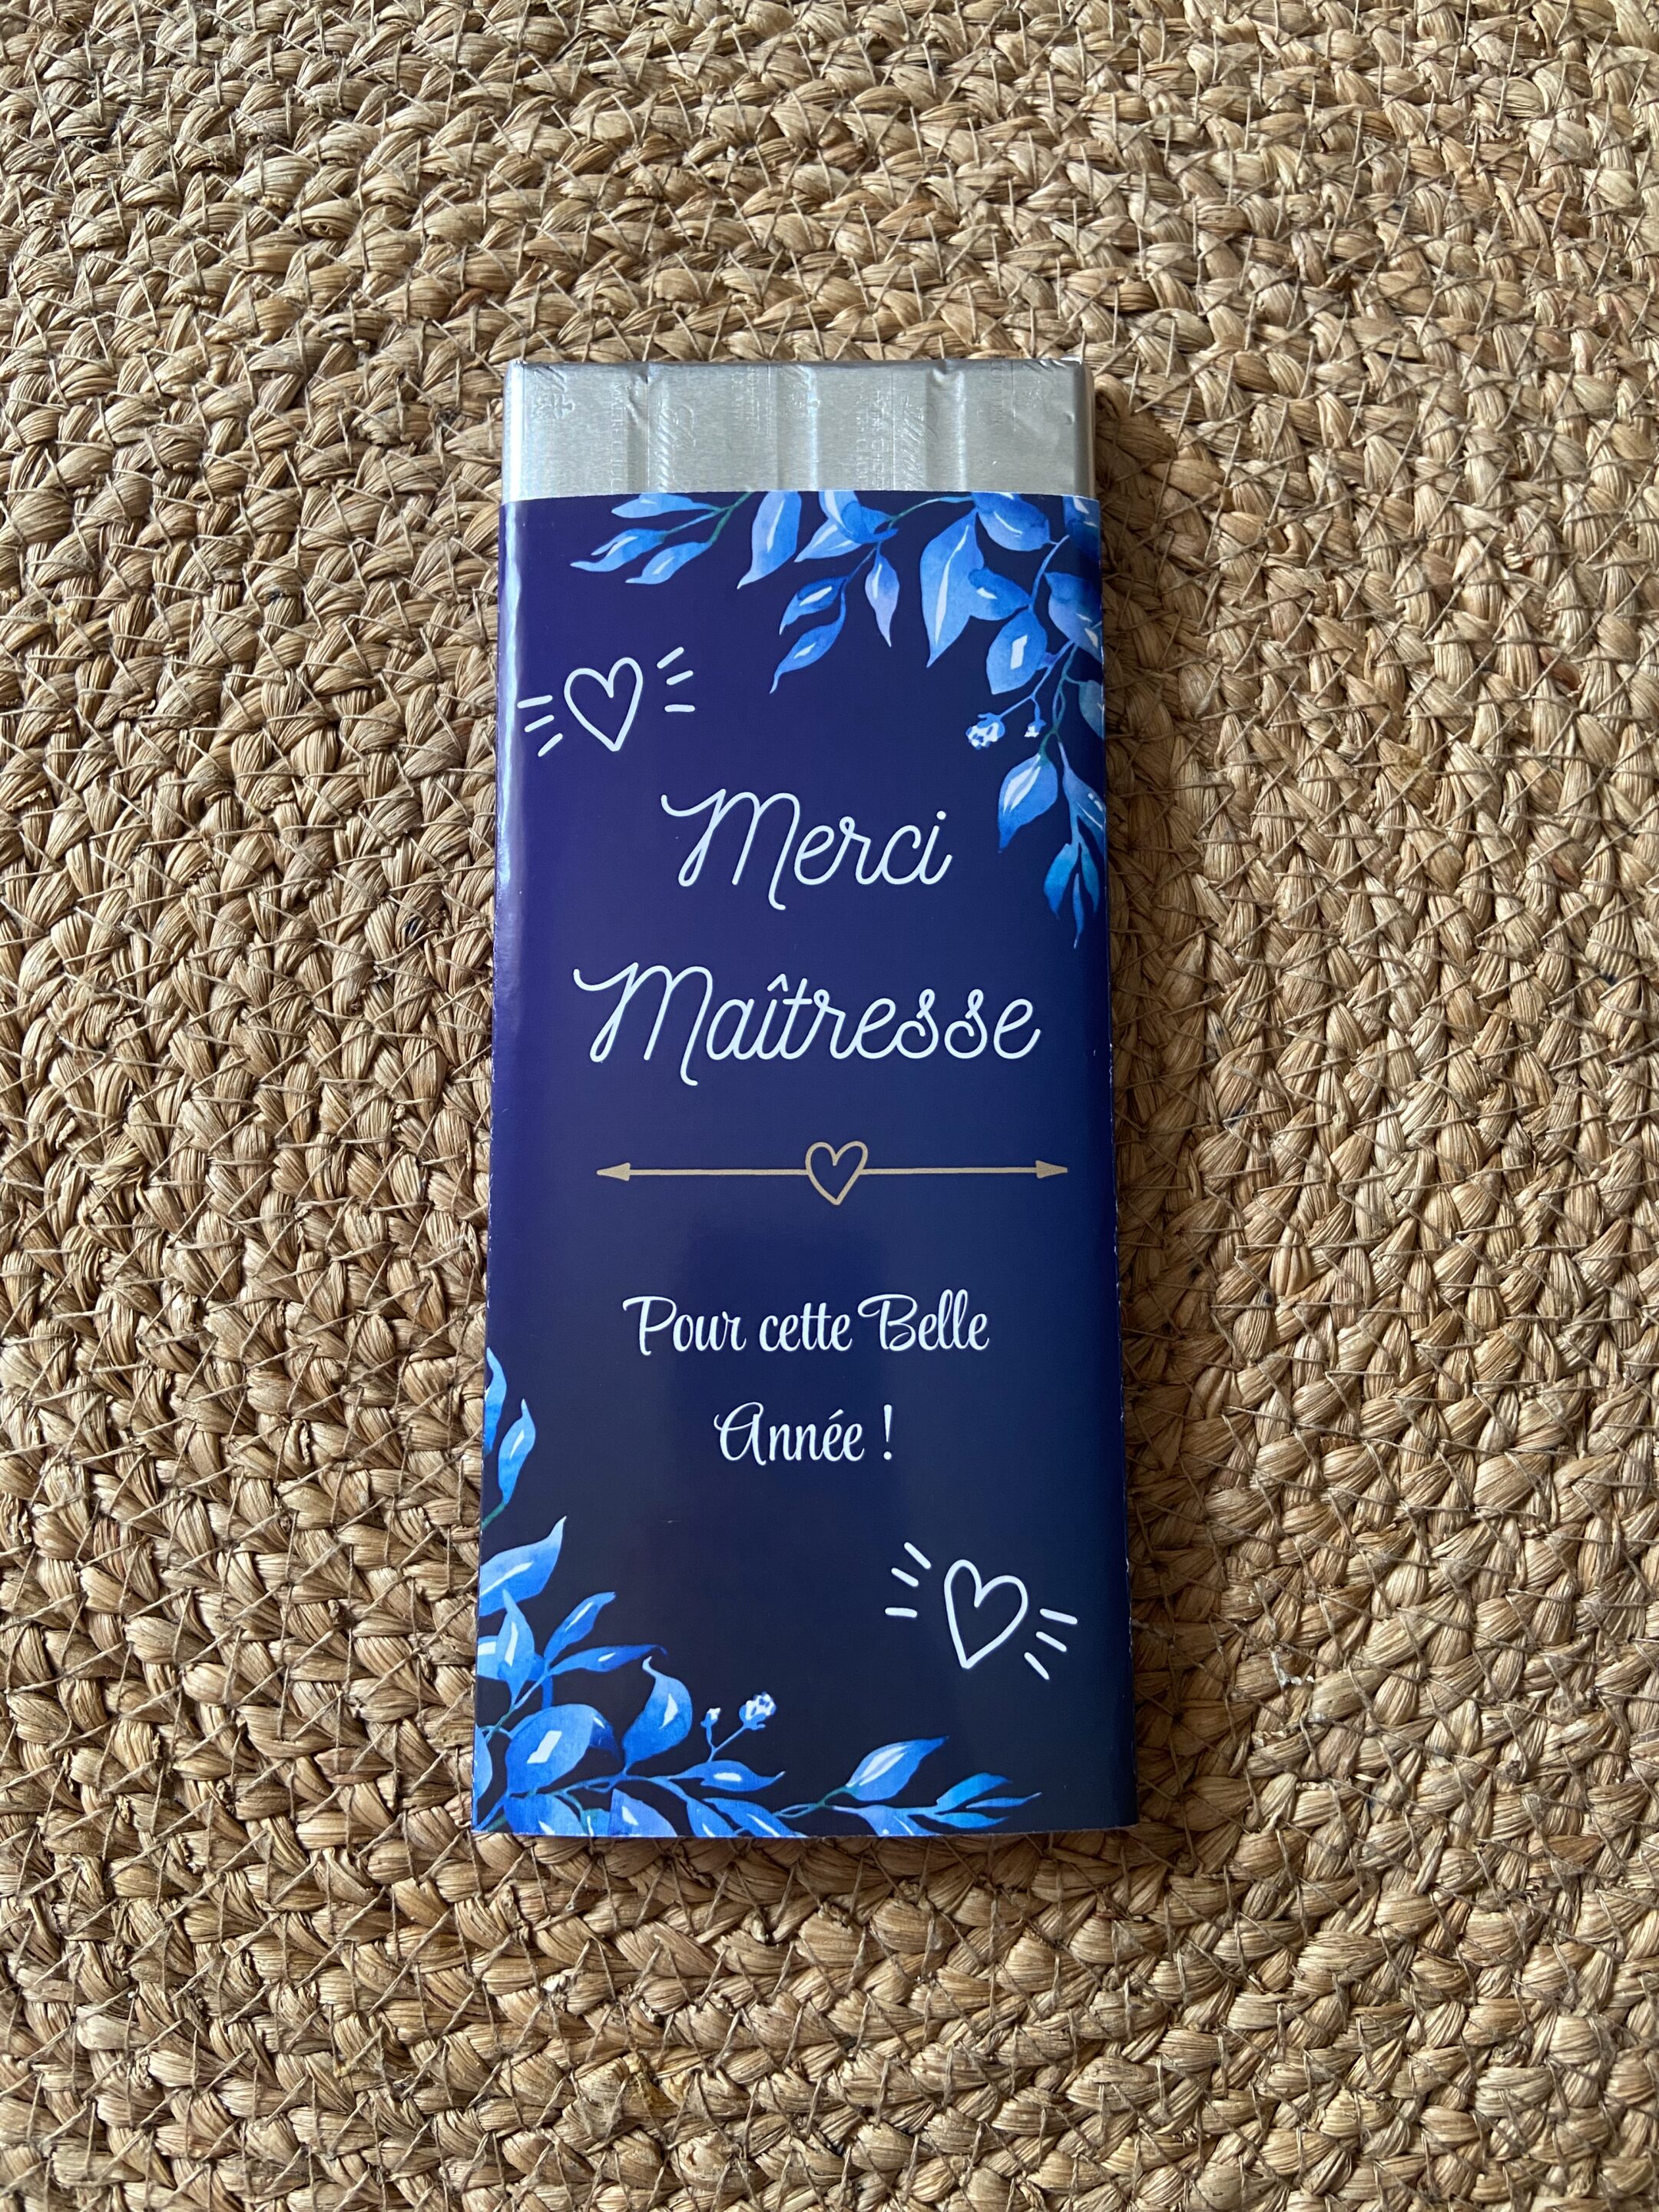 Merci
Maîtresse
Pour cette Belle
Année !